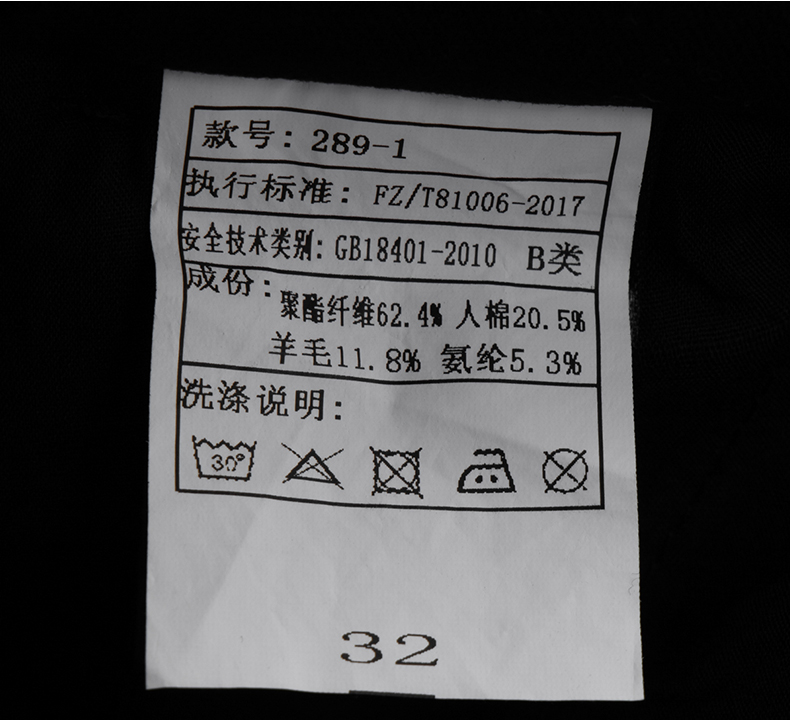 款号: 289-1
执行标准: FZ/T81006-2017
安全技术类别: GB18401-2010 B类
成份:
聚酯纤维62.4% 人棉20.5%
羊毛11.8% 氨纶5.3%
洗涤说明:
30°
32